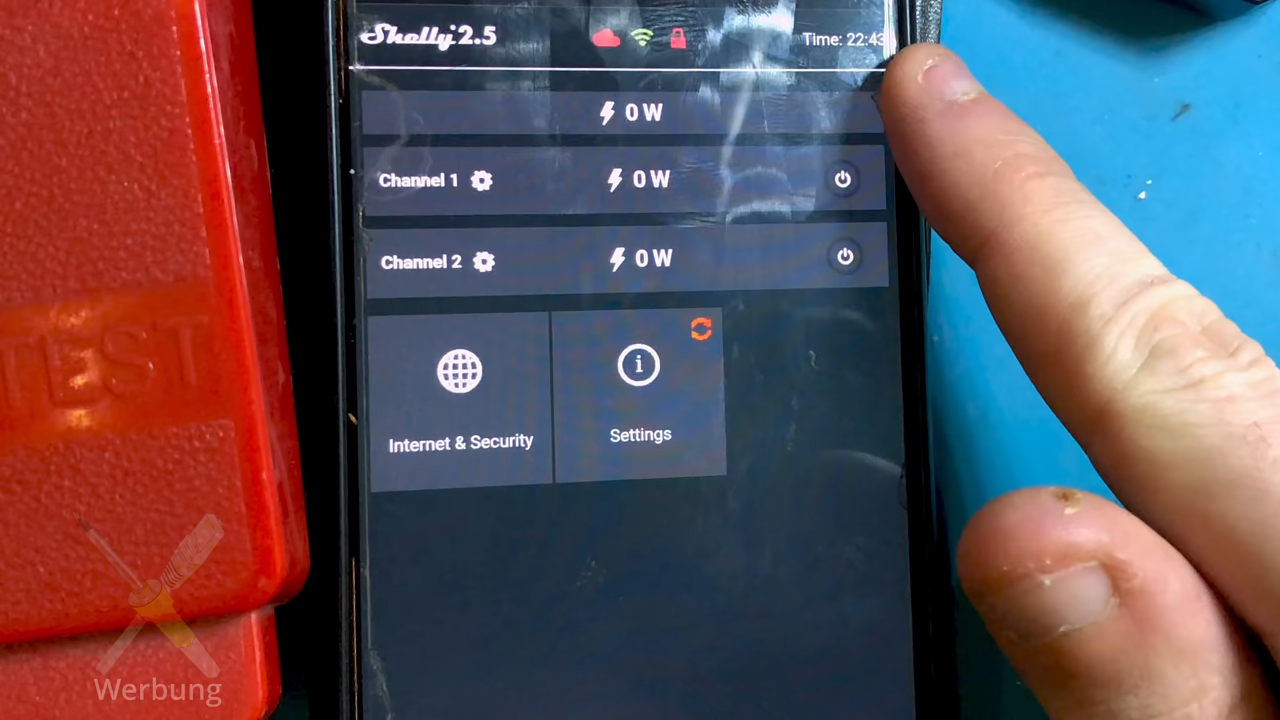 Shelly 2.5
Time: 22:43
0 W
Channel 1
0 W
Channel 2
0 W
Internet & Security
Settings
TEST
Werbung